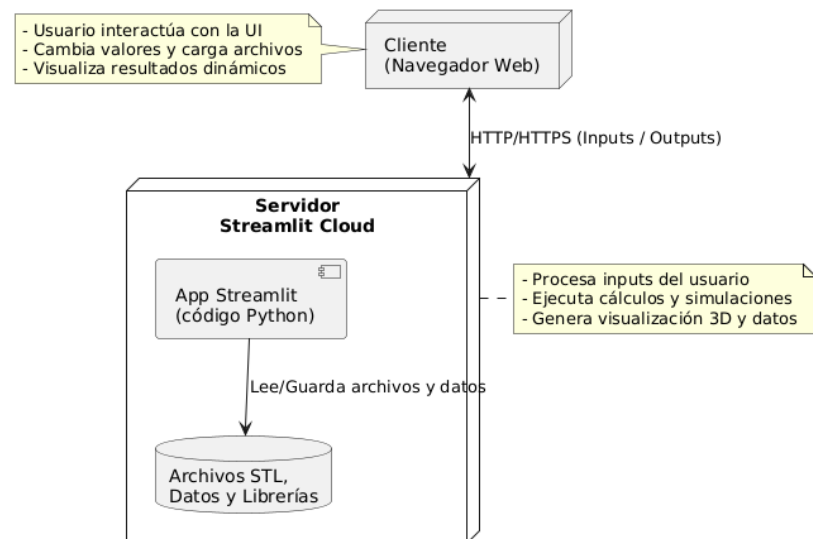 - Usuario interactúa con la UI
- Cambia valores y carga archivos
- Visualiza resultados dinámicos
Cliente
(Navegador Web)
HTTP/HTTPS (Inputs / Outputs)
Servidor
Streamlit Cloud
App Streamlit
(código Python)
- Procesa inputs del usuario
- Ejecuta cálculos y simulaciones
- Genera visualización 3D y datos
Lee/Guarda archivos y datos
Archivos STL,
Datos y Librerías